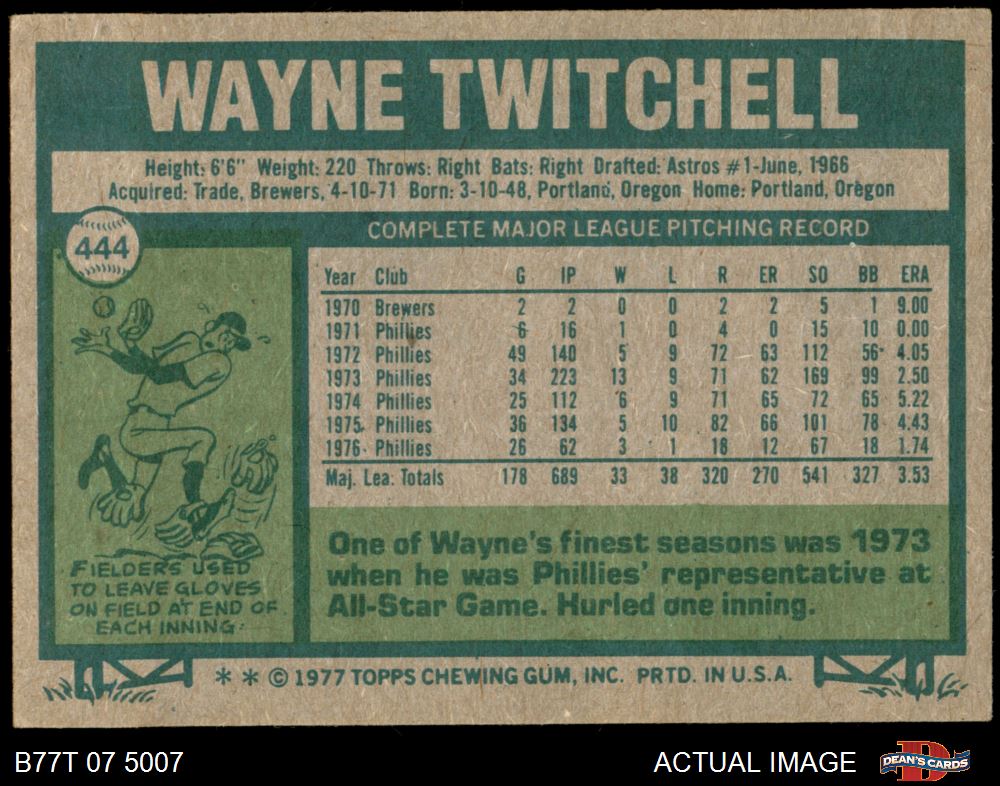 WAYNE TWITCHELL
Height: 6'6" Weight: 220 Throws: Right Bats: Right Drafted: Astros #1-June, 1966
Acquired: Trade, Brewers, 4-10-71 Born: 3-10-48, Portland, Oregon Home: Portland, Oregon
444
COMPLETE MAJOR LEAGUE PITCHING RECORD
Year Club G IP W L R ER SO BB ERA
1970 Brewers 2 2 0 0 2 2 5 1 9.00
1971 Phillies 6 16 1 0 4 0 15 10 0.00
1972 Phillies 49 140 5 9 72 63 112 56 4.05
1973 Phillies 34 223 13 9 71 62 169 99 2.50
1974 Phillies 25 112 6 9 71 65 72 65 5.22
1975 Phillies 36 134 5 10 82 66 101 78 4.43
1976 Phillies 26 62 3 1 18 12 67 18 1.74
Maj. Lea. Totals 178 689 33 38 320 270 541 327 3.53
FIELDERS USED
TO LEAVE GLOVES
ON FIELD AT END OF
EACH INNING.
One of Wayne's finest seasons was 1973
when he was Phillies' representative at
All-Star Game. Hurled one inning.
** © 1977 TOPPS CHEWING GUM, INC. PRTD. IN U.S.A.
B77T 07 5007
ACTUAL IMAGE
D
DEAN'S CARDS